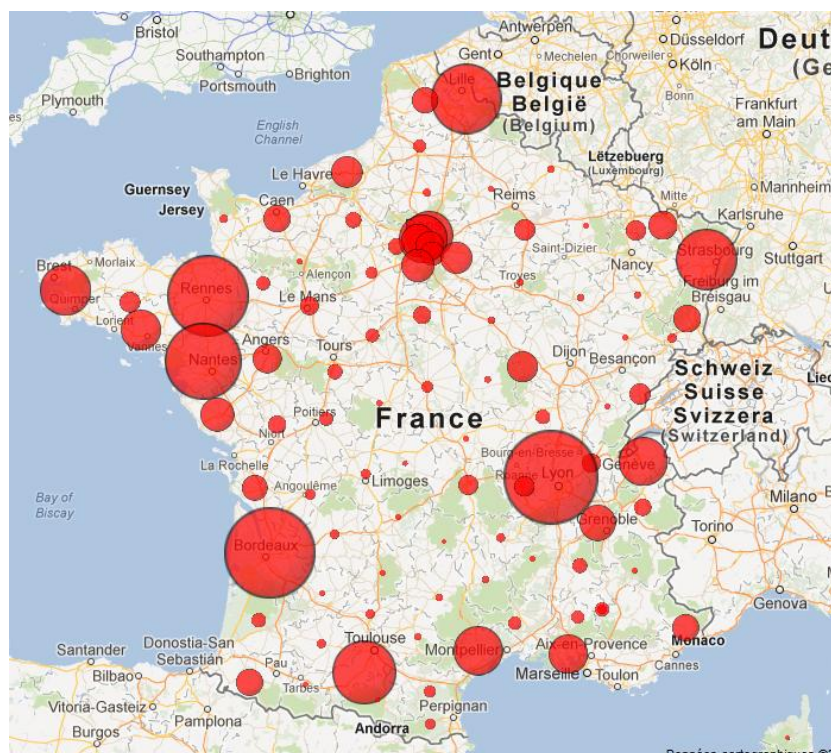 Bristol
Antwerpen
Düsseldorf
Deut
Southampton
Gent
Mechelen
Chorweiler
Köln
(Ge
Portsmouth
Brighton
Lille
Belgique
België
(Belgium)
Bonn
Plymouth
Frankfurt
am Main
English
Channel
Lëtzebuerg
(Luxembourg)
Le Havre
Guernsey
Mannheim
Jersey
Caen
Reims
Mitte
Karlsruhe
Saint-Dizier
Strasbourg
Stuttgart
Brest
Morlaix
Alençon
Nancy
Freiburg im
Breisgau
Quimper
Rennes
Troyes
Lorient
Le Mans
Vannes
Angers
Tours
Dijon
Besançon
Nantes
Schweiz
Suisse
Svizzera
(Switzerland)
Lie
Poitiers
France
Niort
La Rochelle
Bourg-en-Bresse
Genève
Roanne
Lyon
Angoulême
Limoges
Bay of
Biscay
Milano
Grenoble
Torino
Bordeaux
Genova
Santander
Donostia-San
Sebastián
Toulouse
Montpellier
Aix-en-Provence
Monaco
Bilbao
Pau
Tarbes
Marseille
Toulon
Cannes
Vitoria-Gasteiz
Pamplona
Perpignan
Andorra
Burgos